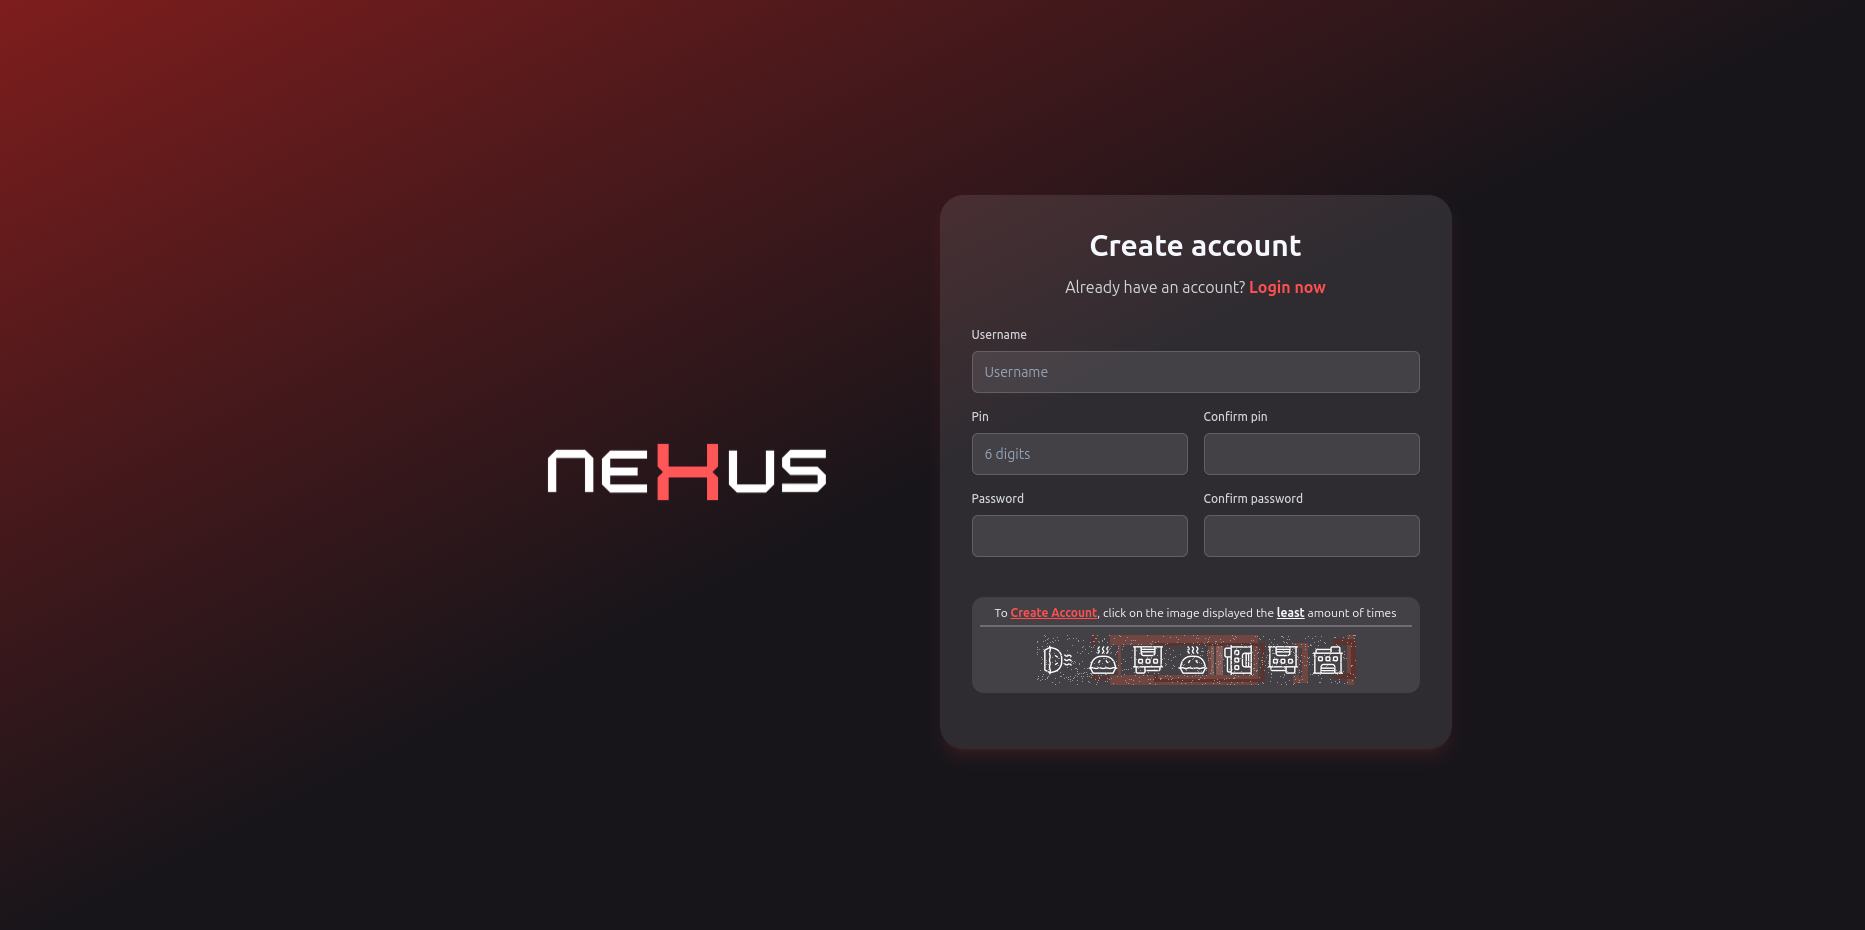 neXus
Create account
Already have an account? Login now
Username
Username
Pin
Confirm pin
6 digits
Password
Confirm password
To Create Account, click on the image displayed the least amount of times